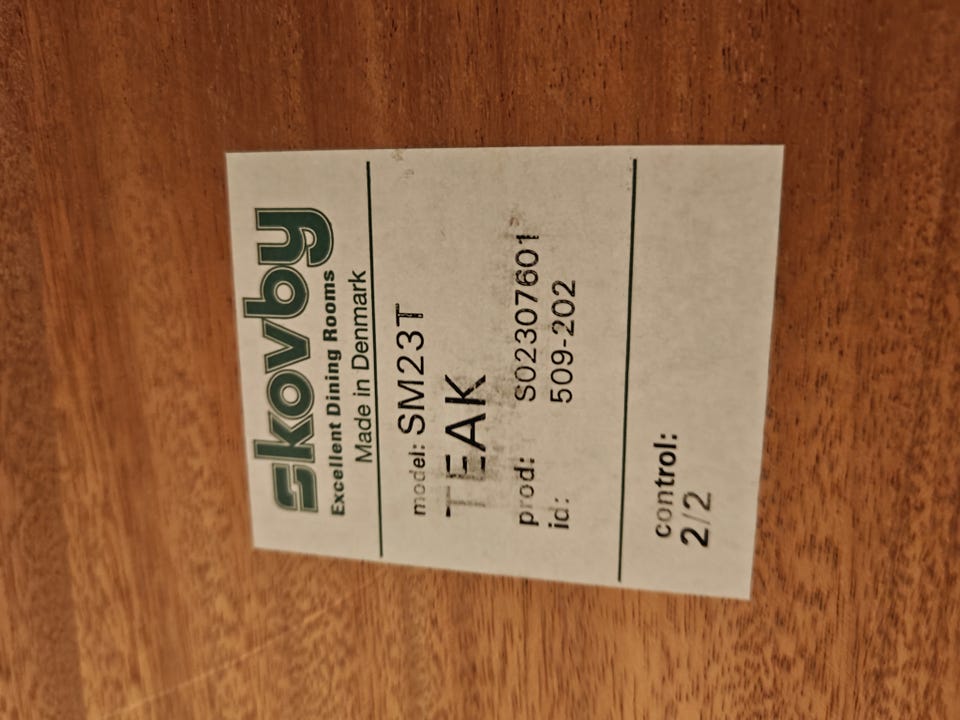 Skovby
Excellent Dining Rooms
Made in Denmark
model: SM23T
TEAK
prod: S02307601
id: 509-202
control:
2/2